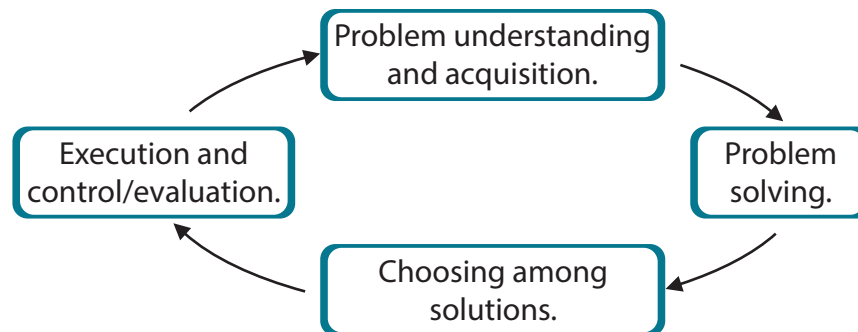 Problem understanding
and acquisition.
Problem
solving.
Choosing among
solutions.
Execution and
control/evaluation.